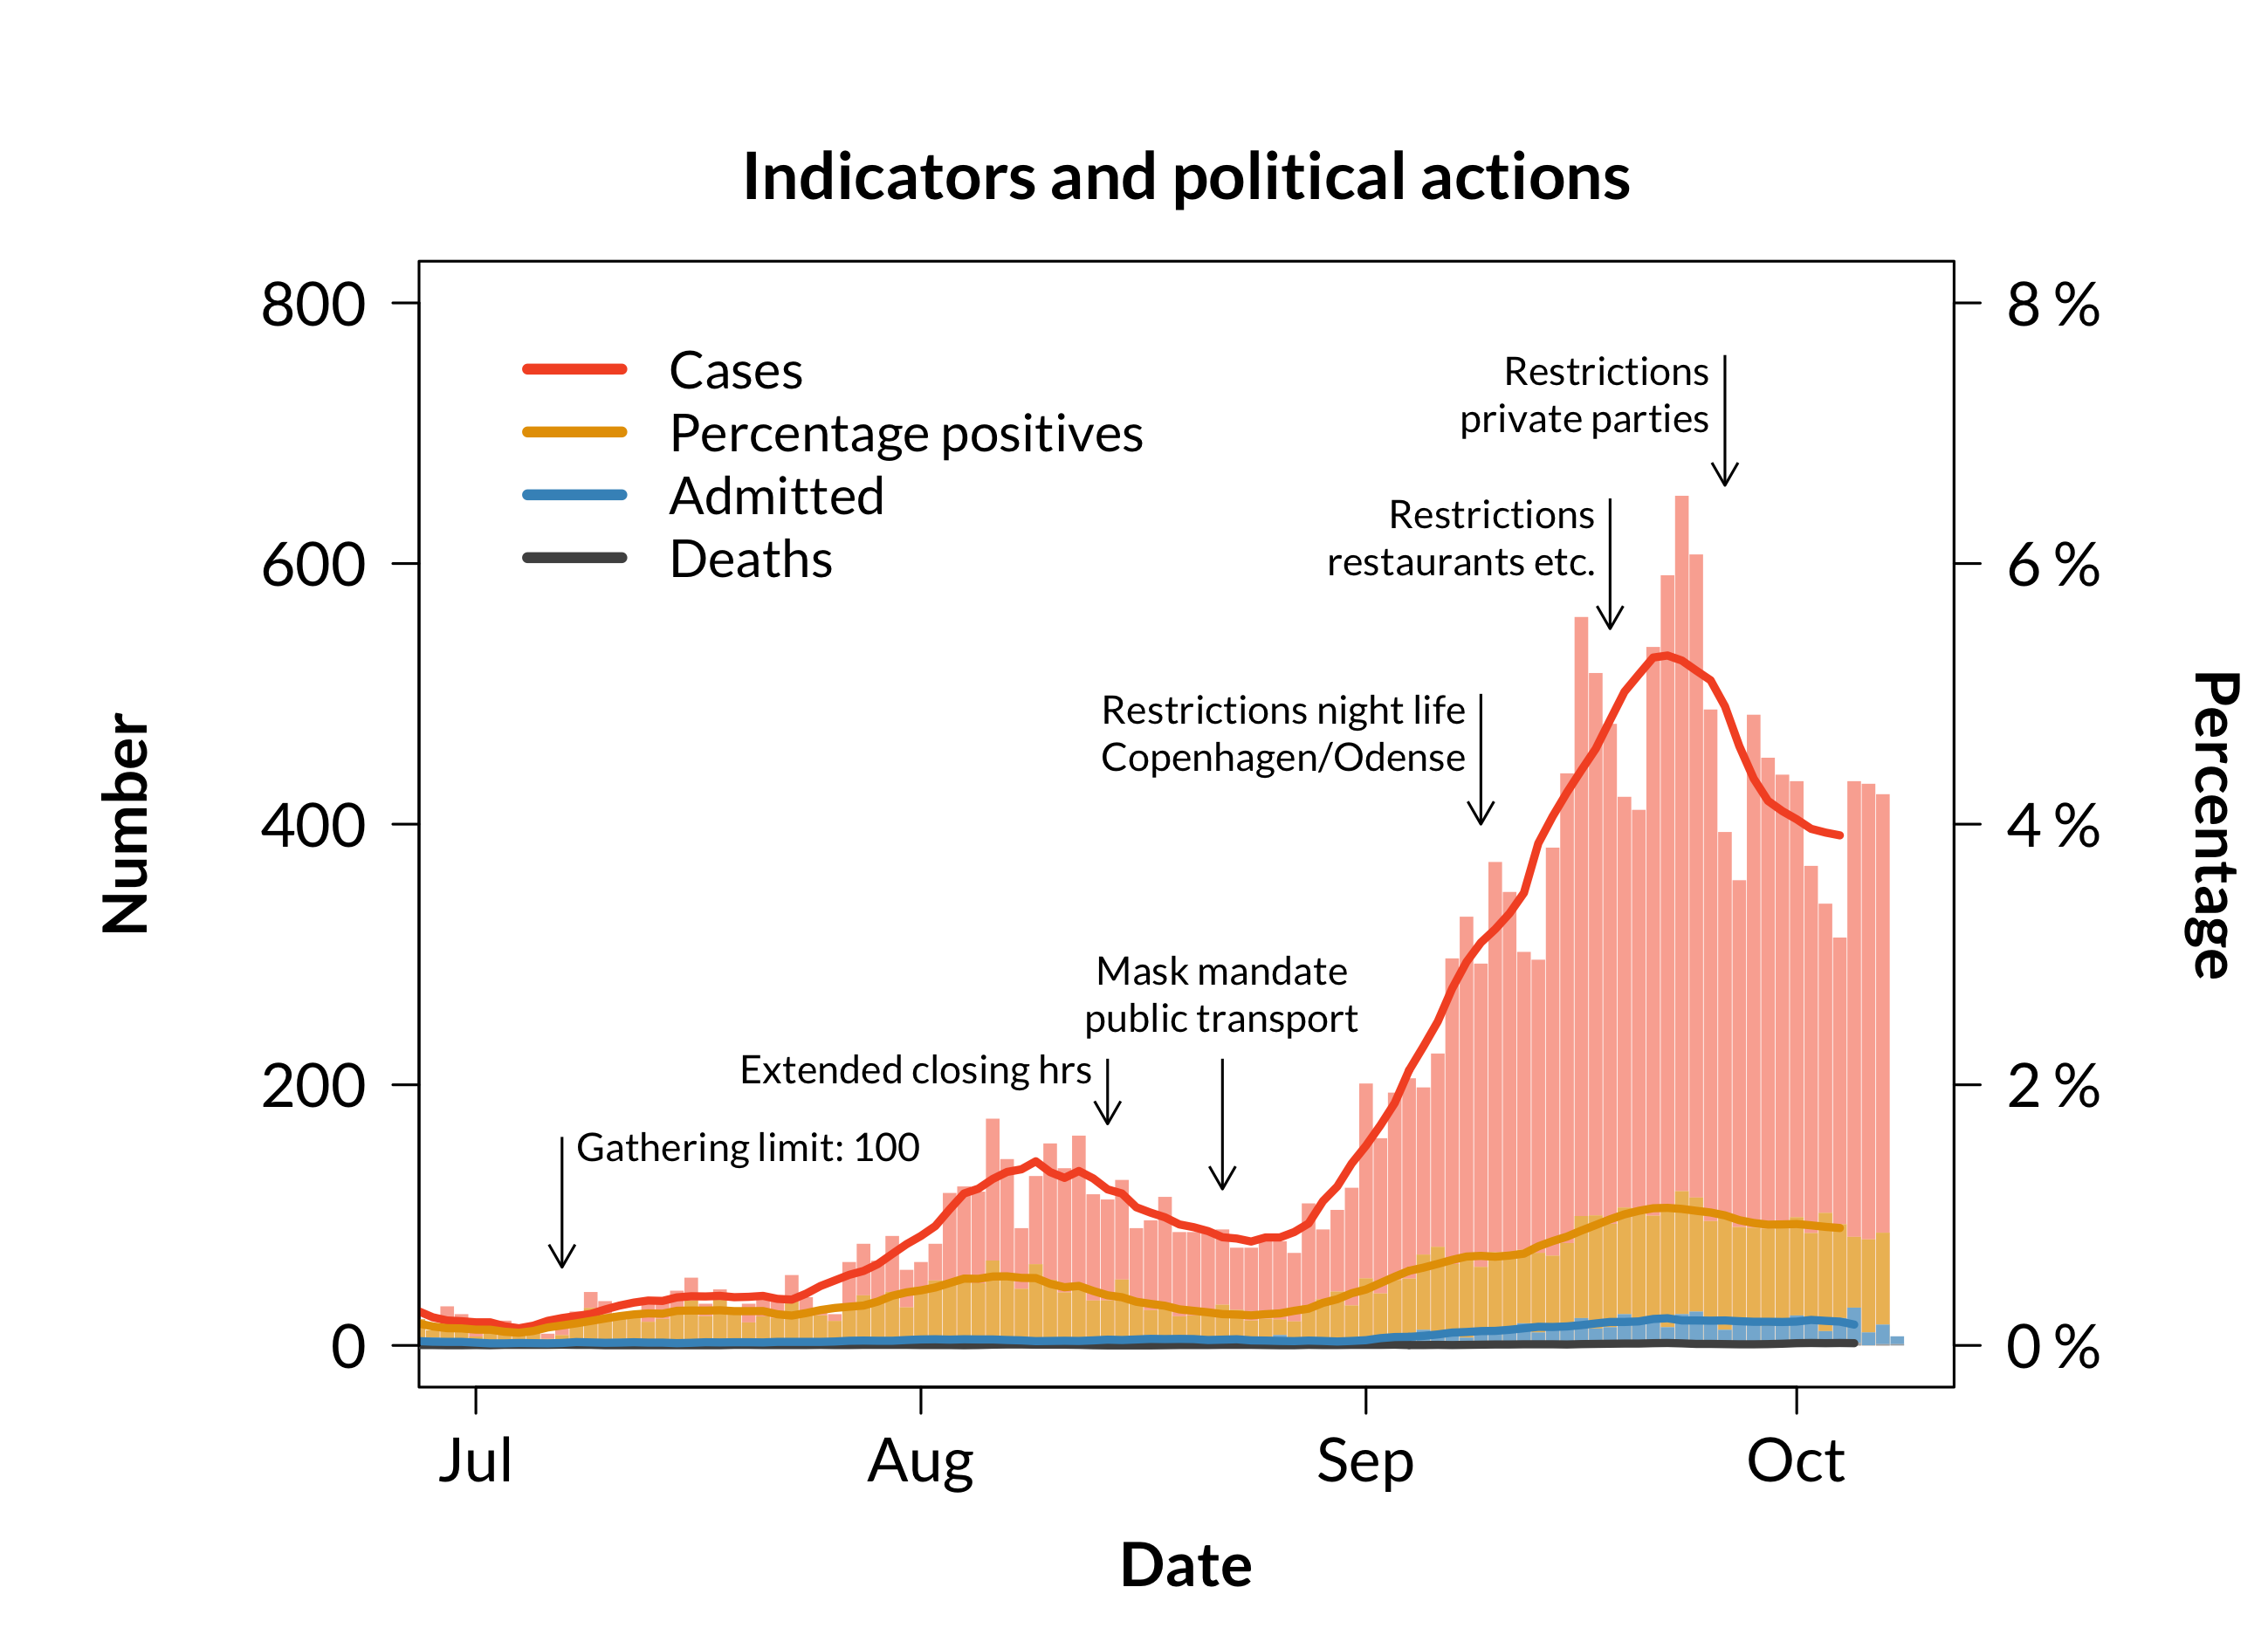 Indicators and political actions
800
600
400
200
0
Number
8 %
6 %
4 %
2 %
0 %
Percentage
Cases
Percentage positives
Admitted
Deaths
Restrictions
private parties
Restrictions
restaurants etc.
Restrictions night life
Copenhagen/Odense
Mask mandate
public transport
Extended closing hrs
Gathering limit: 100
Jul
Aug
Sep
Oct
Date